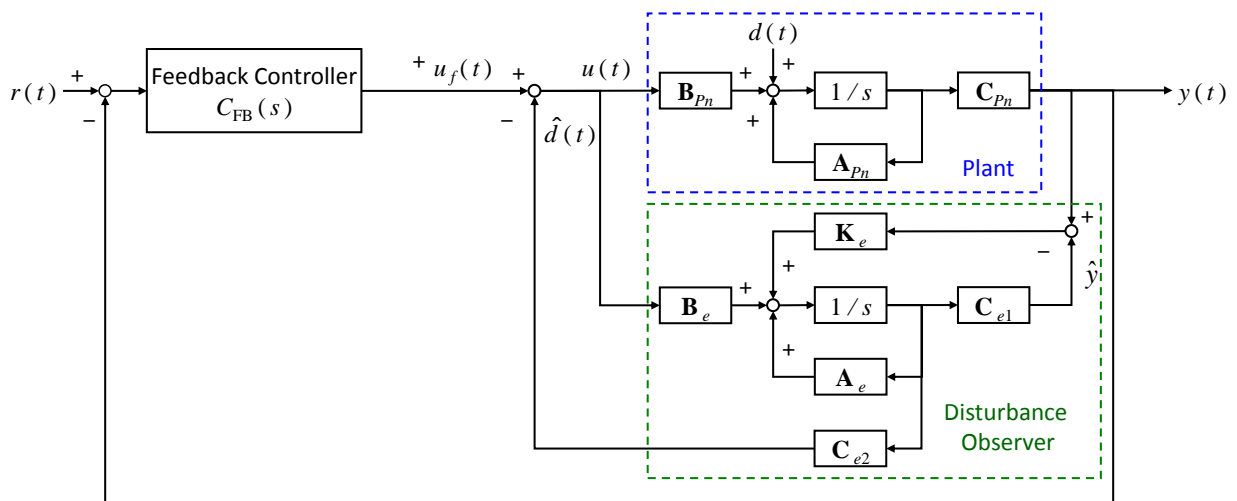 d(t)
r(t)
+
−
Feedback Controller
C_FB(s)
+
u_f(t)
+
−
d̂(t)
u(t)
B_Pn
+
+
+
1/s
C_Pn
y(t)
A_Pn
Plant
K_e
+
−
ŷ
B_e
+
+
+
1/s
C_e1
A_e
C_e2
Disturbance
Observer